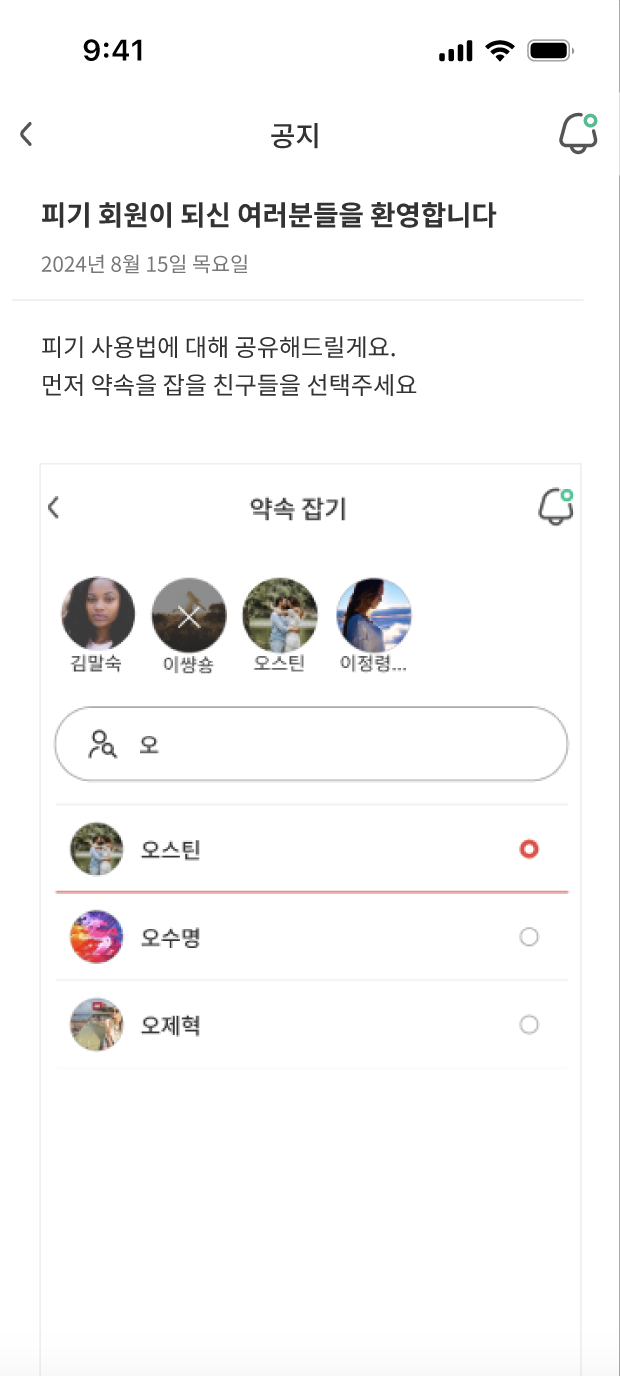 9:41
공지
피기 회원이 되신 여러분들을 환영합니다
2024년 8월 15일 목요일
피기 사용법에 대해 공유해드릴게요.
먼저 약속을 잡을 친구들을 선택주세요
약속 잡기
김말숙 이썅숑 오스틴 이정령...
오
오스틴
오수명
오제혁